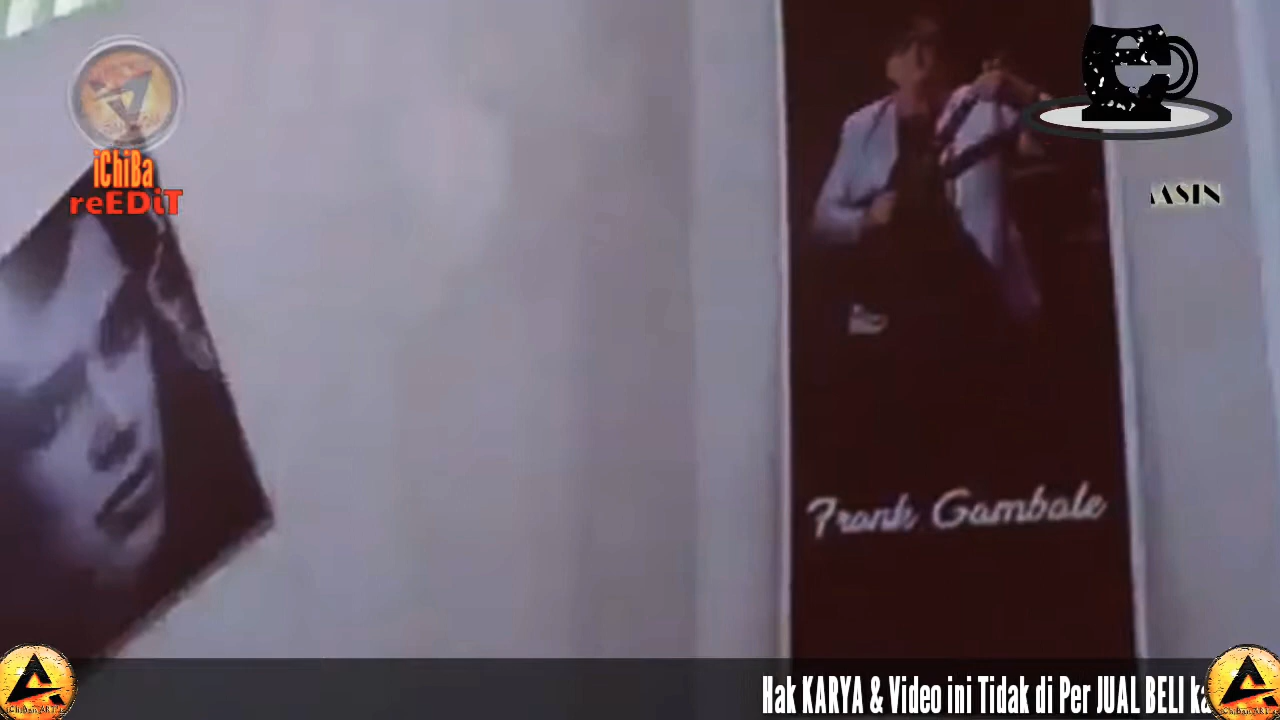 iChiBa
reEDiT
ASIN
Frank Gambale
Hak KARYA & Video ini Tidak di Per JUAL BELI ka